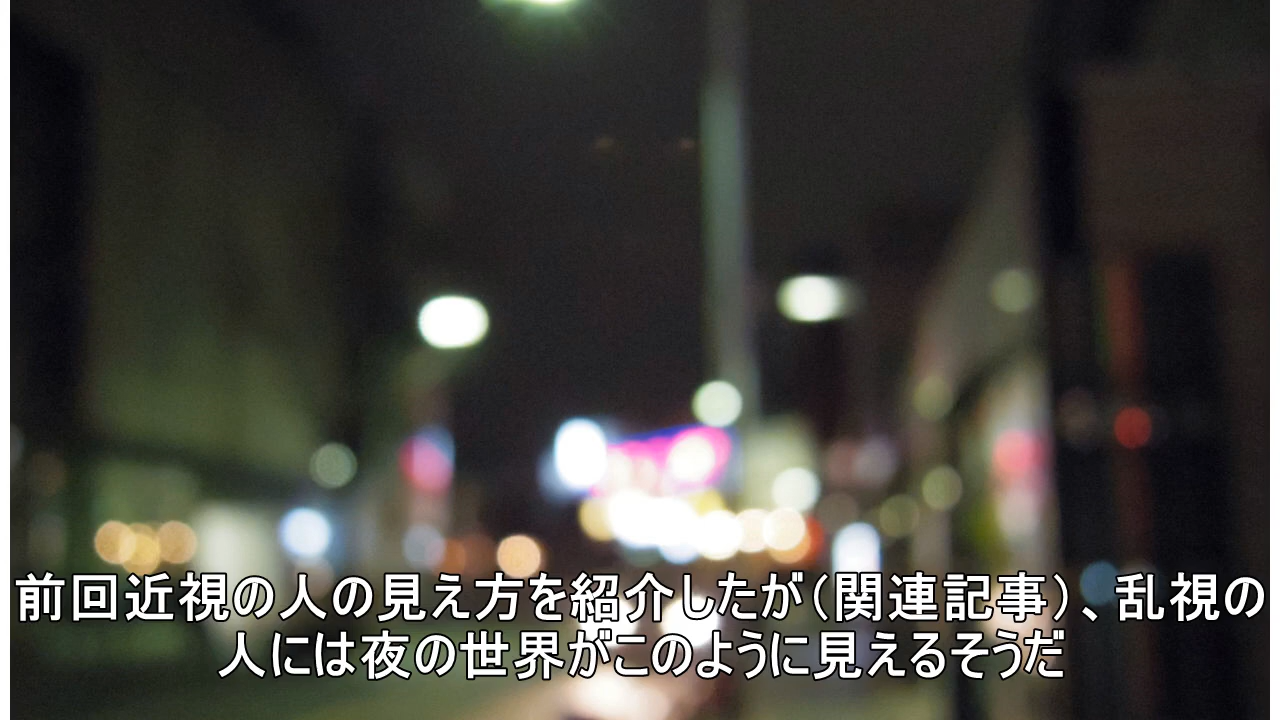 前回近視の人の見え方を紹介したが（関連記事）、乱視の
人には夜の世界がこのように見えるそうだ